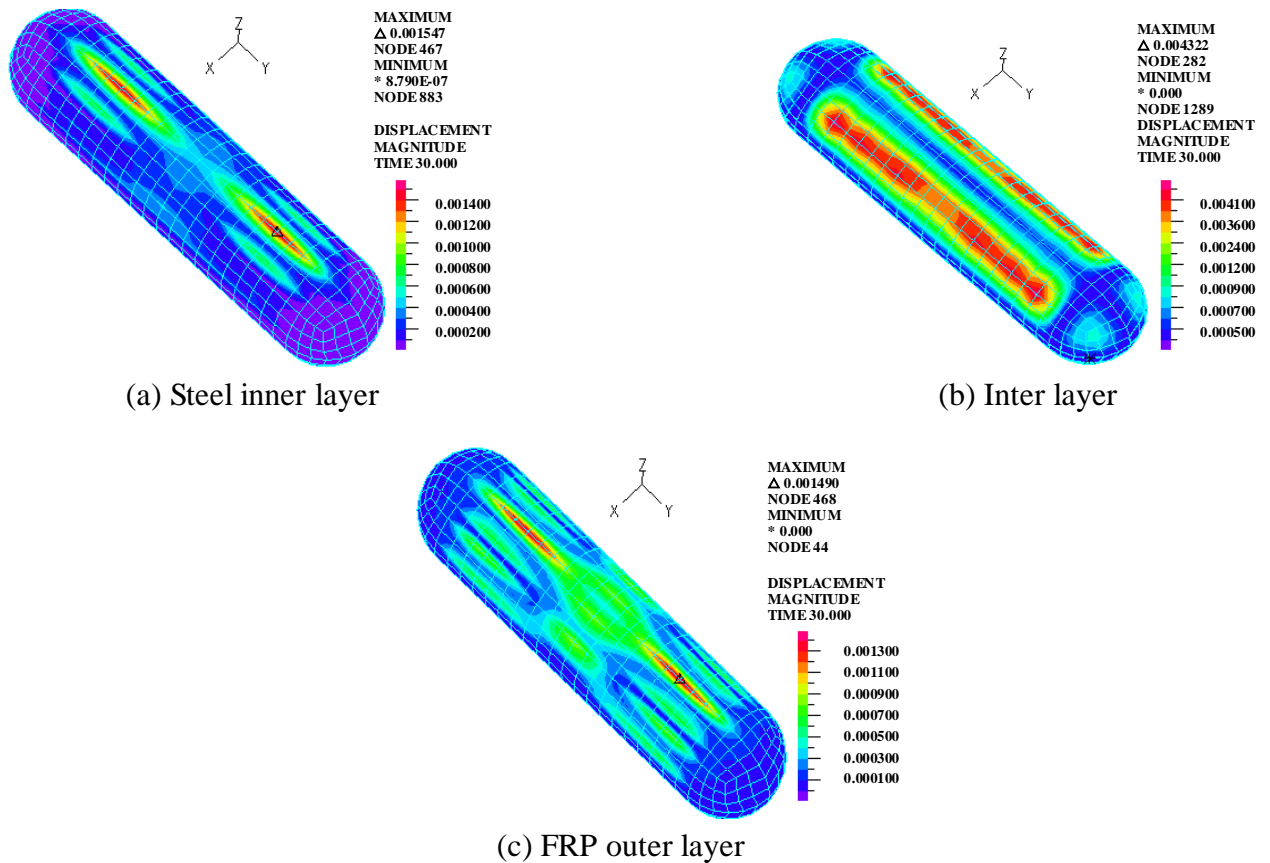 Z
X
Y
MAXIMUM
Δ 0.001547
NODE 467
MINIMUM
* 8.790E-07
NODE 883
DISPLACEMENT
MAGNITUDE
TIME 30.000
0.001400
0.001200
0.001000
0.000800
0.000600
0.000400
0.000200
(a) Steel inner layer
Z
X
Y
MAXIMUM
Δ 0.004322
NODE 282
MINIMUM
* 0.000
NODE 1289
DISPLACEMENT
MAGNITUDE
TIME 30.000
0.004100
0.003600
0.002400
0.001200
0.000900
0.000700
0.000500
(b) Inter layer
Z
X
Y
MAXIMUM
Δ 0.001490
NODE 468
MINIMUM
* 0.000
NODE 44
DISPLACEMENT
MAGNITUDE
TIME 30.000
0.001300
0.001100
0.000900
0.000700
0.000500
0.000300
0.000100
(c) FRP outer layer